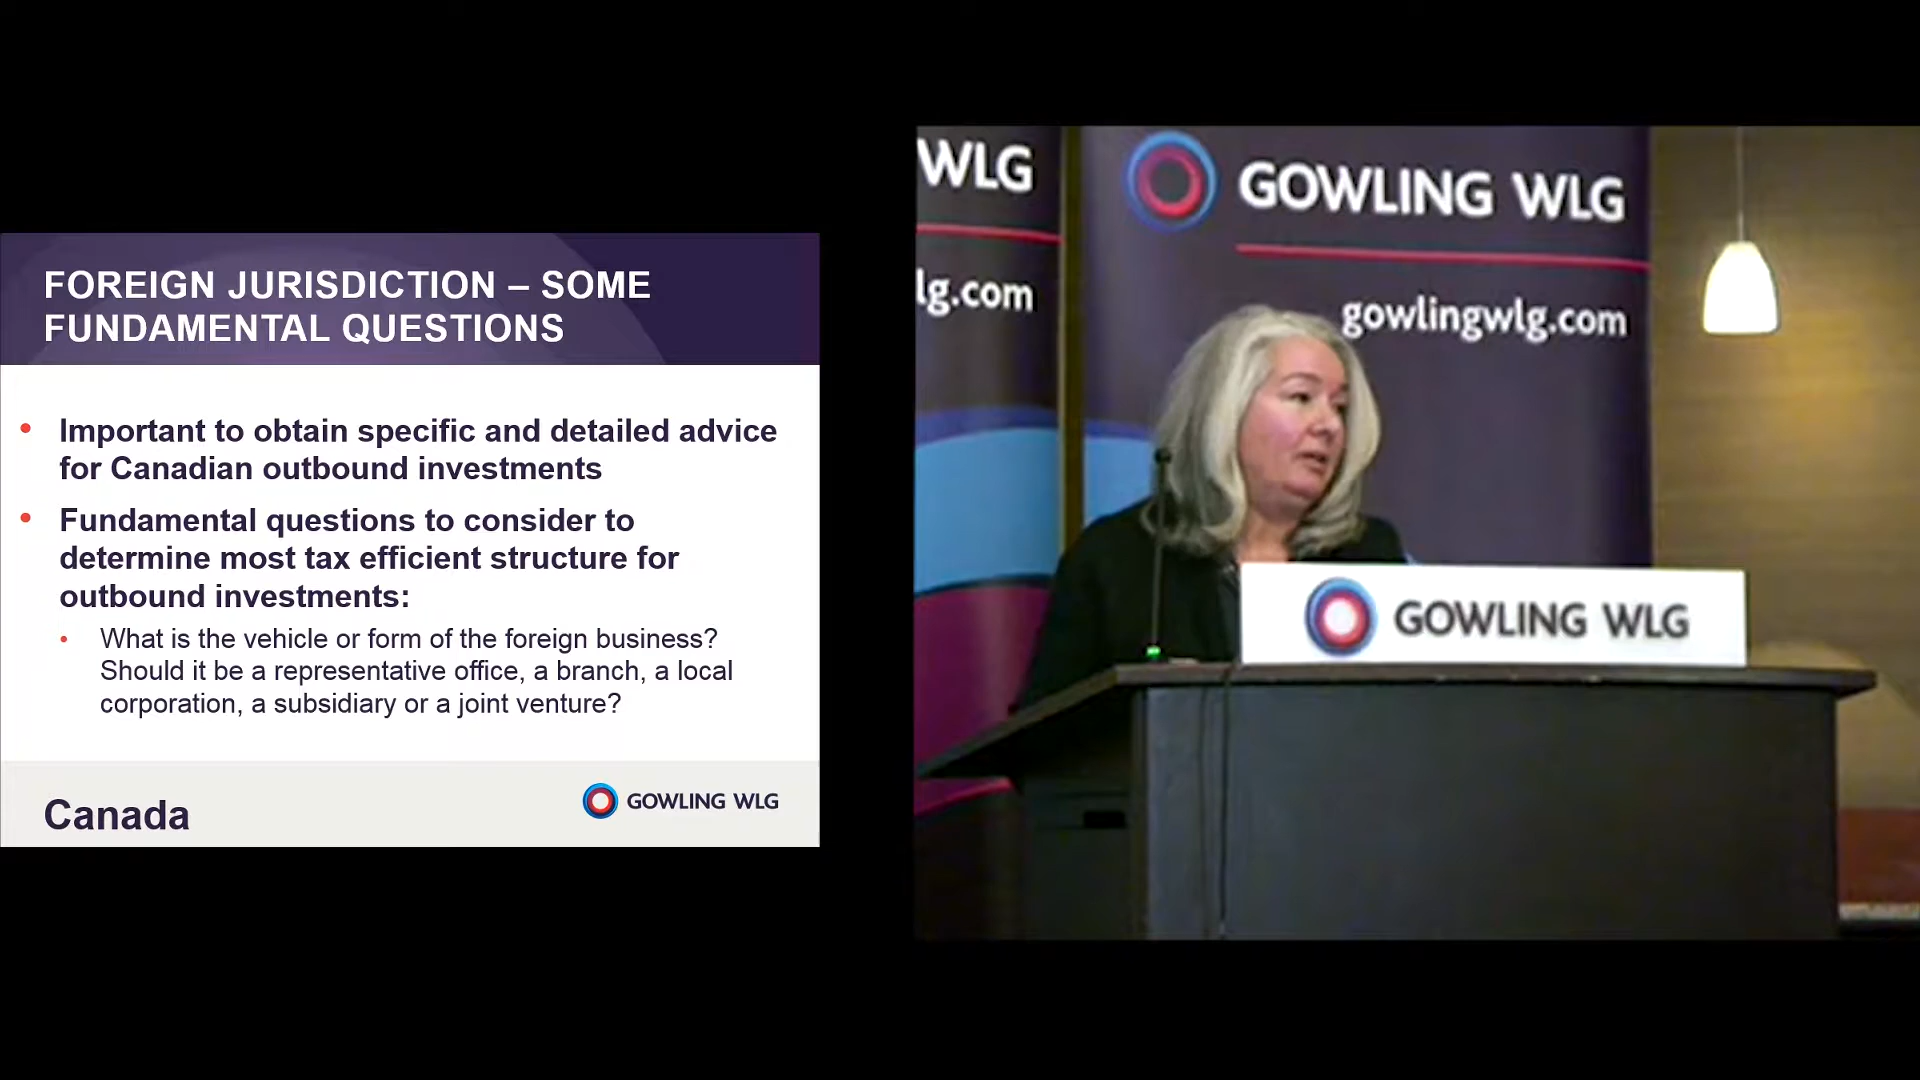 FOREIGN JURISDICTION – SOME
FUNDAMENTAL QUESTIONS
• Important to obtain specific and detailed advice
for Canadian outbound investments
• Fundamental questions to consider to
determine most tax efficient structure for
outbound investments:
• What is the vehicle or form of the foreign business?
Should it be a representative office, a branch, a local
corporation, a subsidiary or a joint venture?
Canada
GOWLING WLG
WLG
lg.com
GOWLING WLG
gowlingwlg.com
GOWLING WLG